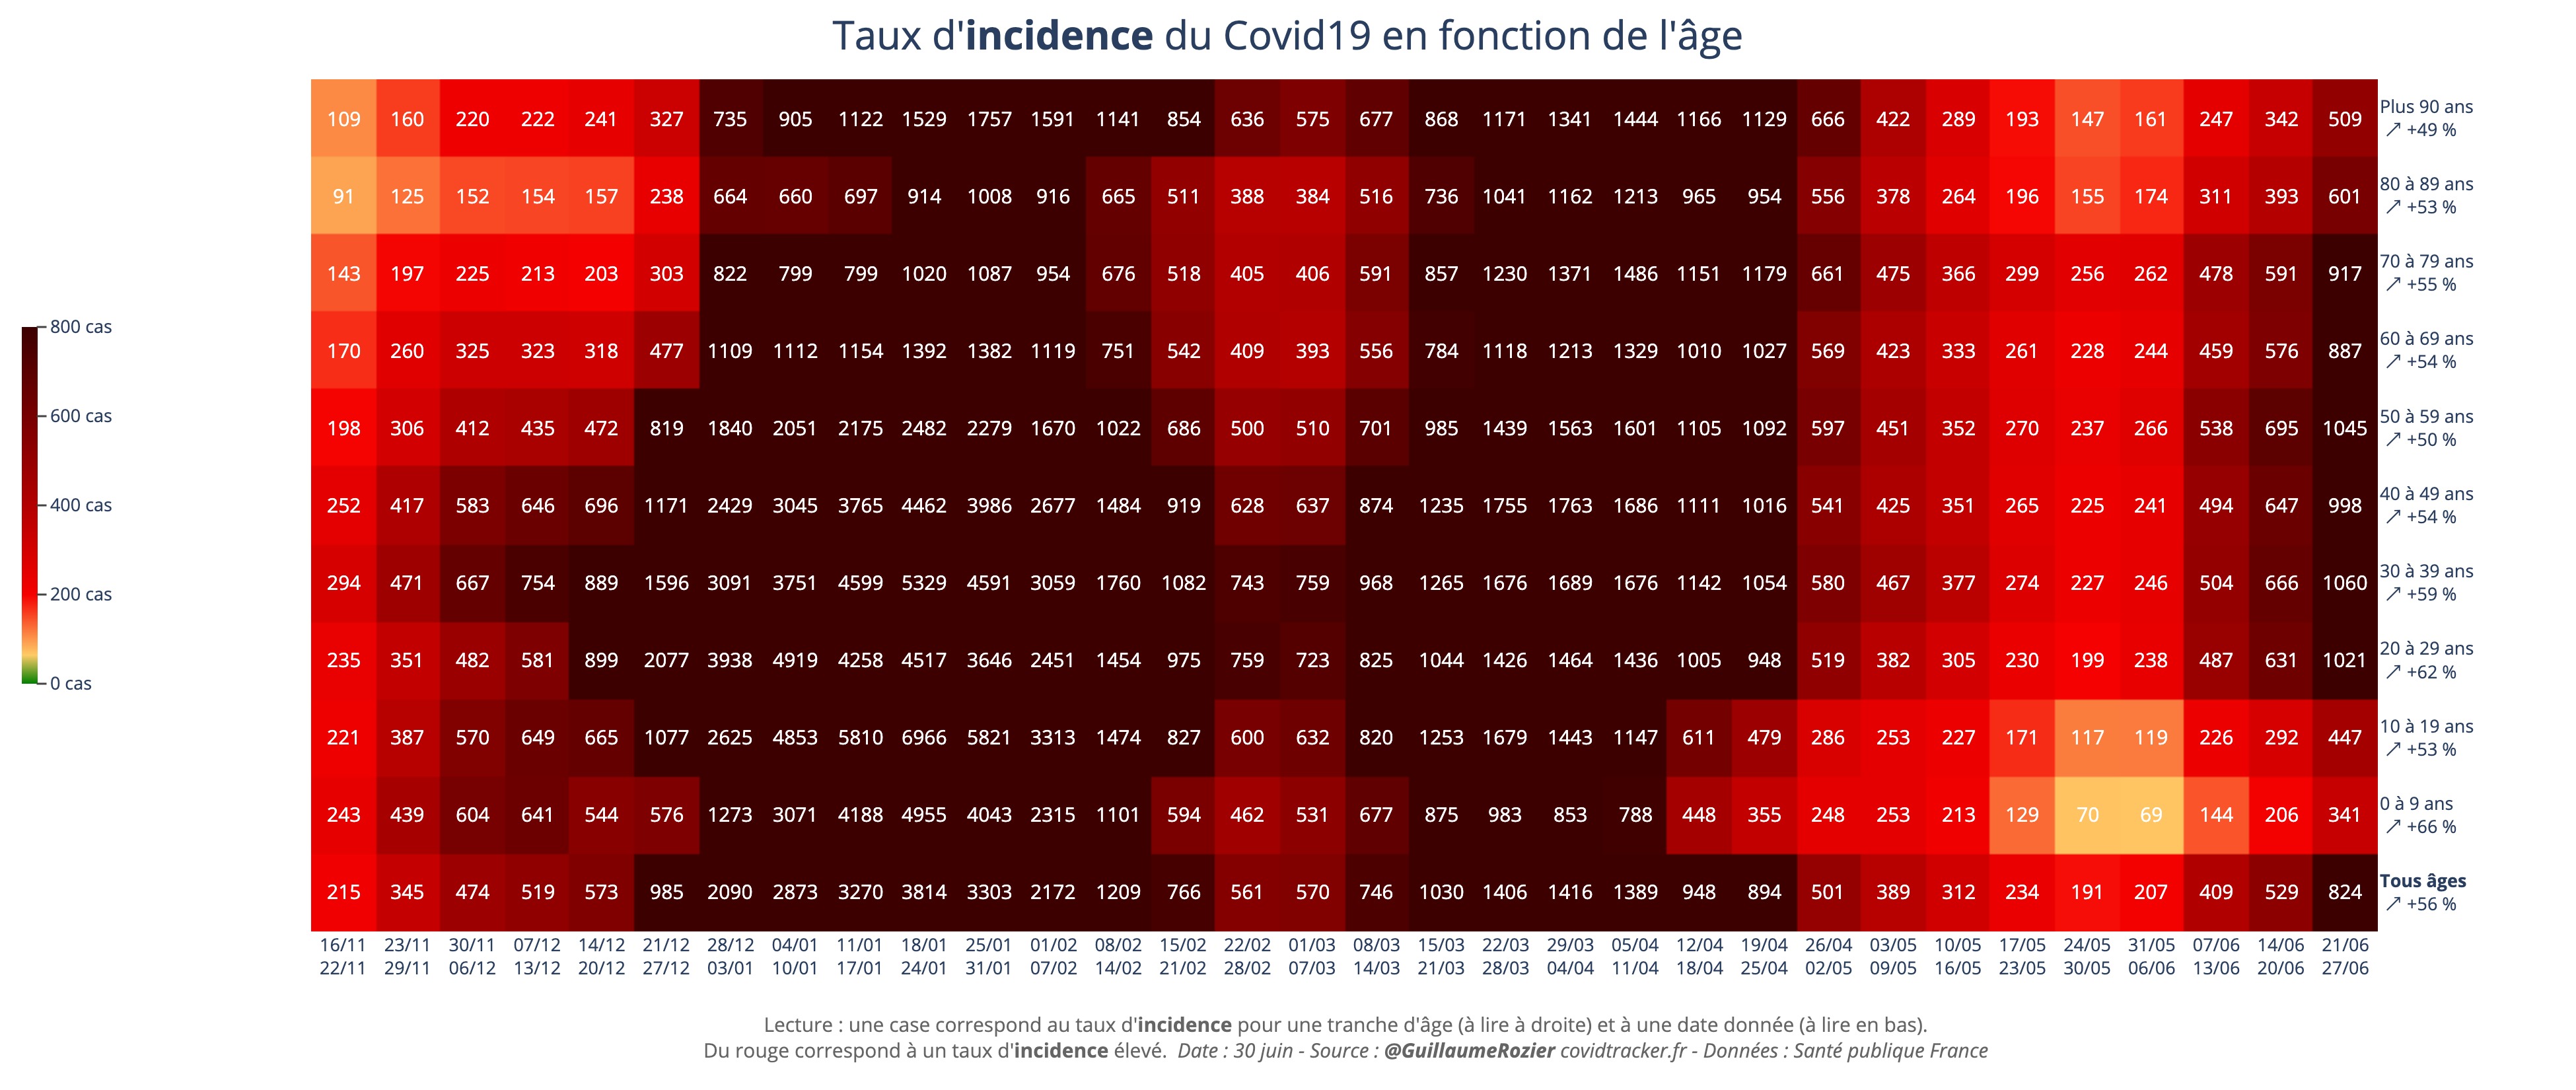 Taux d'incidence du Covid19 en fonction de l'âge
109 160 220 222 241 327 735 905 1122 1529 1757 1591 1141 854 636 575 677 868 1171 1341 1444 1166 1129 666 422 289 193 147 161 247 342 509 Plus 90 ans
↗ +49 %
91 125 152 154 157 238 664 660 697 914 1008 916 665 511 388 384 516 736 1041 1162 1213 965 954 556 378 264 196 155 174 311 393 601 80 à 89 ans
↗ +53 %
143 197 225 213 203 303 822 799 799 1020 1087 954 676 518 405 406 591 857 1230 1371 1486 1151 1179 661 475 366 299 256 262 478 591 917 70 à 79 ans
↗ +55 %
170 260 325 323 318 477 1109 1112 1154 1392 1382 1119 751 542 409 393 556 784 1118 1213 1329 1010 1027 569 423 333 261 228 244 459 576 887 60 à 69 ans
↗ +54 %
198 306 412 435 472 819 1840 2051 2175 2482 2279 1670 1022 686 500 510 701 985 1439 1563 1601 1105 1092 597 451 352 270 237 266 538 695 1045 50 à 59 ans
↗ +50 %
252 417 583 646 696 1171 2429 3045 3765 4462 3986 2677 1484 919 628 637 874 1235 1755 1763 1686 1111 1016 541 425 351 265 225 241 494 647 998 40 à 49 ans
↗ +54 %
294 471 667 754 889 1596 3091 3751 4599 5329 4591 3059 1760 1082 743 759 968 1265 1676 1689 1676 1142 1054 580 467 377 274 227 246 504 666 1060 30 à 39 ans
↗ +59 %
235 351 482 581 899 2077 3938 4919 4258 4517 3646 2451 1454 975 759 723 825 1044 1426 1464 1436 1005 948 519 382 305 230 199 238 487 631 1021 20 à 29 ans
↗ +62 %
221 387 570 649 665 1077 2625 4853 5810 6966 5821 3313 1474 827 600 632 820 1253 1679 1443 1147 611 479 286 253 227 171 117 119 226 292 447 10 à 19 ans
↗ +53 %
243 439 604 641 544 576 1273 3071 4188 4955 4043 2315 1101 594 462 531 677 875 983 853 788 448 355 248 253 213 129 70 69 144 206 341 0 à 9 ans
↗ +66 %
215 345 474 519 573 985 2090 2873 3270 3814 3303 2172 1209 766 561 570 746 1030 1406 1416 1389 948 894 501 389 312 234 191 207 409 529 824 Tous âges
↗ +56 %
800 cas
600 cas
400 cas
200 cas
0 cas
16/11 23/11 30/11 07/12 14/12 21/12 28/12 04/01 11/01 18/01 25/01 01/02 08/02 15/02 22/02 01/03 08/03 15/03 22/03 29/03 05/04 12/04 19/04 26/04 03/05 10/05 17/05 24/05 31/05 07/06 14/06 21/06
22/11 29/11 06/12 13/12 20/12 27/12 03/01 10/01 17/01 24/01 31/01 07/02 14/02 21/02 28/02 07/03 14/03 21/03 28/03 04/04 11/04 18/04 25/04 02/05 09/05 16/05 23/05 30/05 06/06 13/06 20/06 27/06
Lecture : une case correspond au taux d'incidence pour une tranche d'âge (à lire à droite) et à une date donnée (à lire en bas).
Du rouge correspond à un taux d'incidence élevé. Date : 30 juin - Source : @GuillaumeRozier covidtracker.fr - Données : Santé publique France